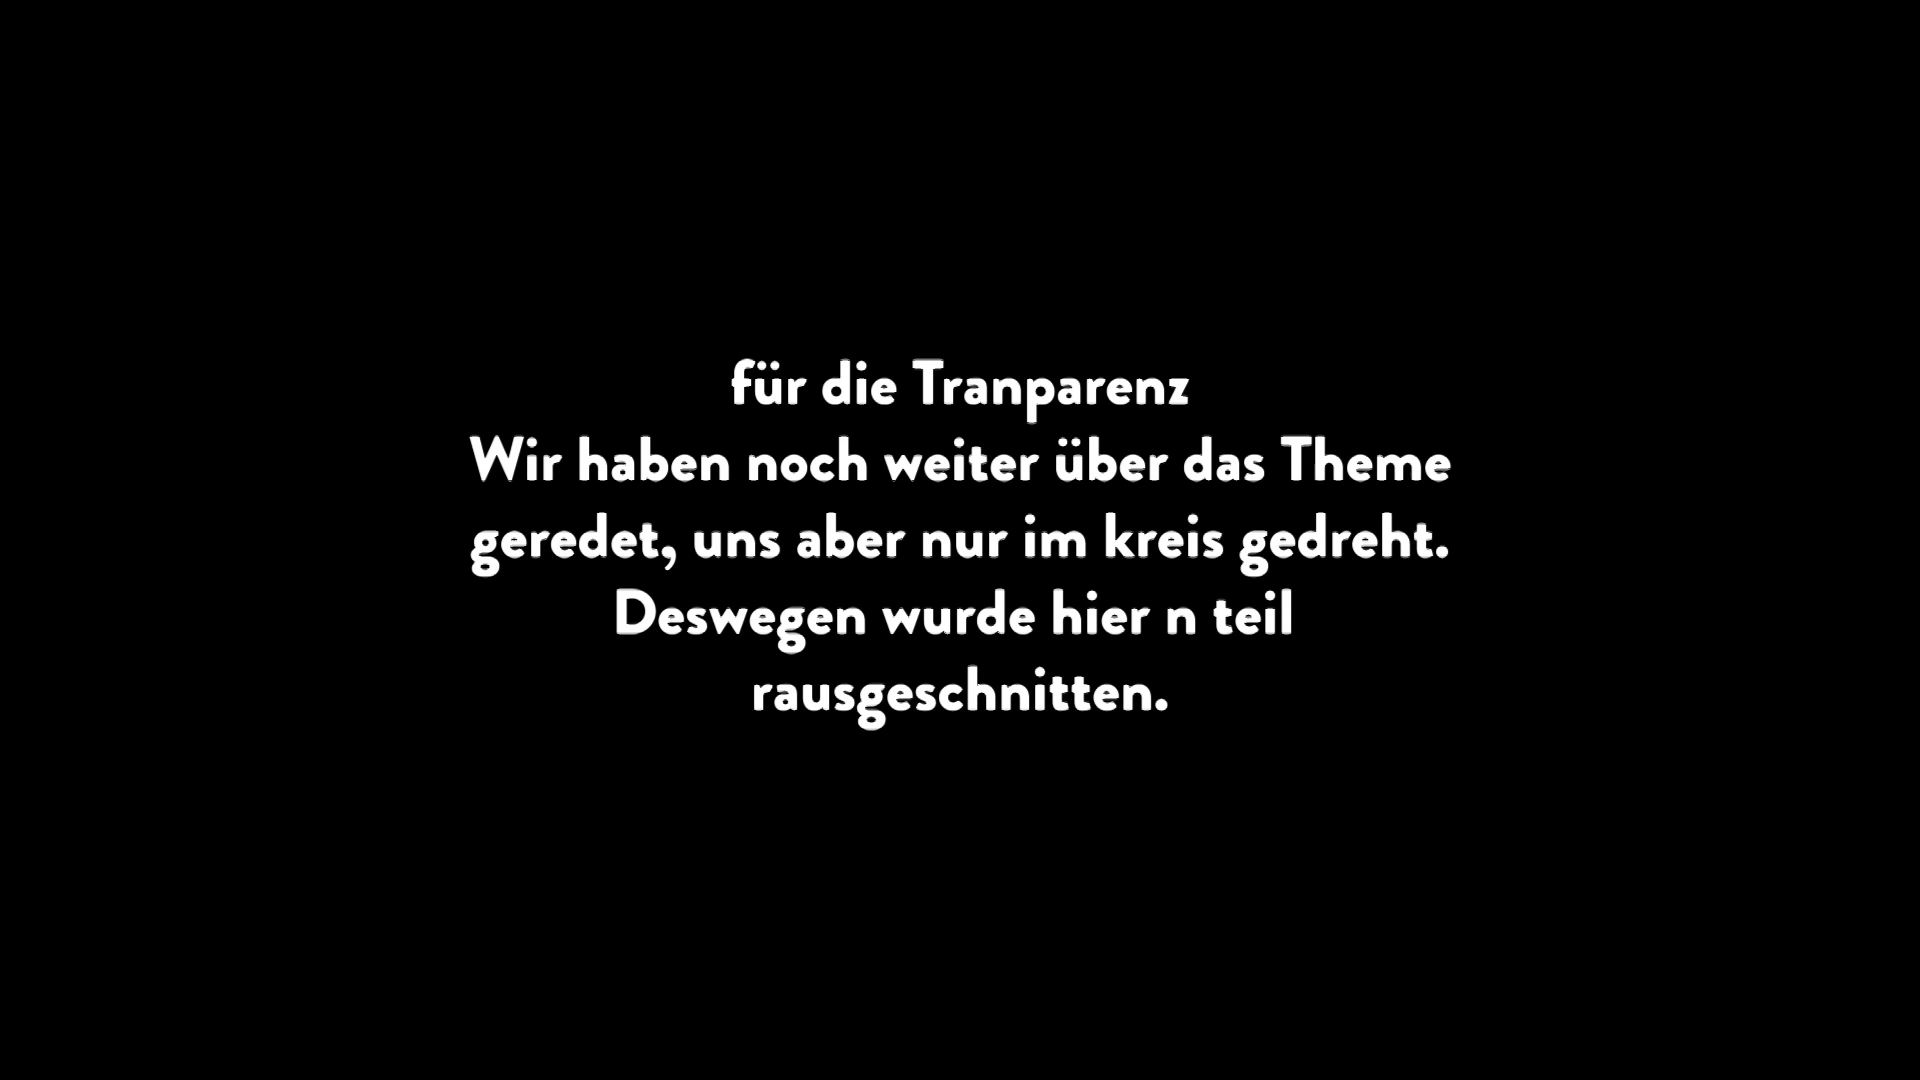 für die Tranparenz
Wir haben noch weiter über das Theme
geredet, uns aber nur im kreis gedreht.
Deswegen wurde hier n teil
rausgeschnitten.